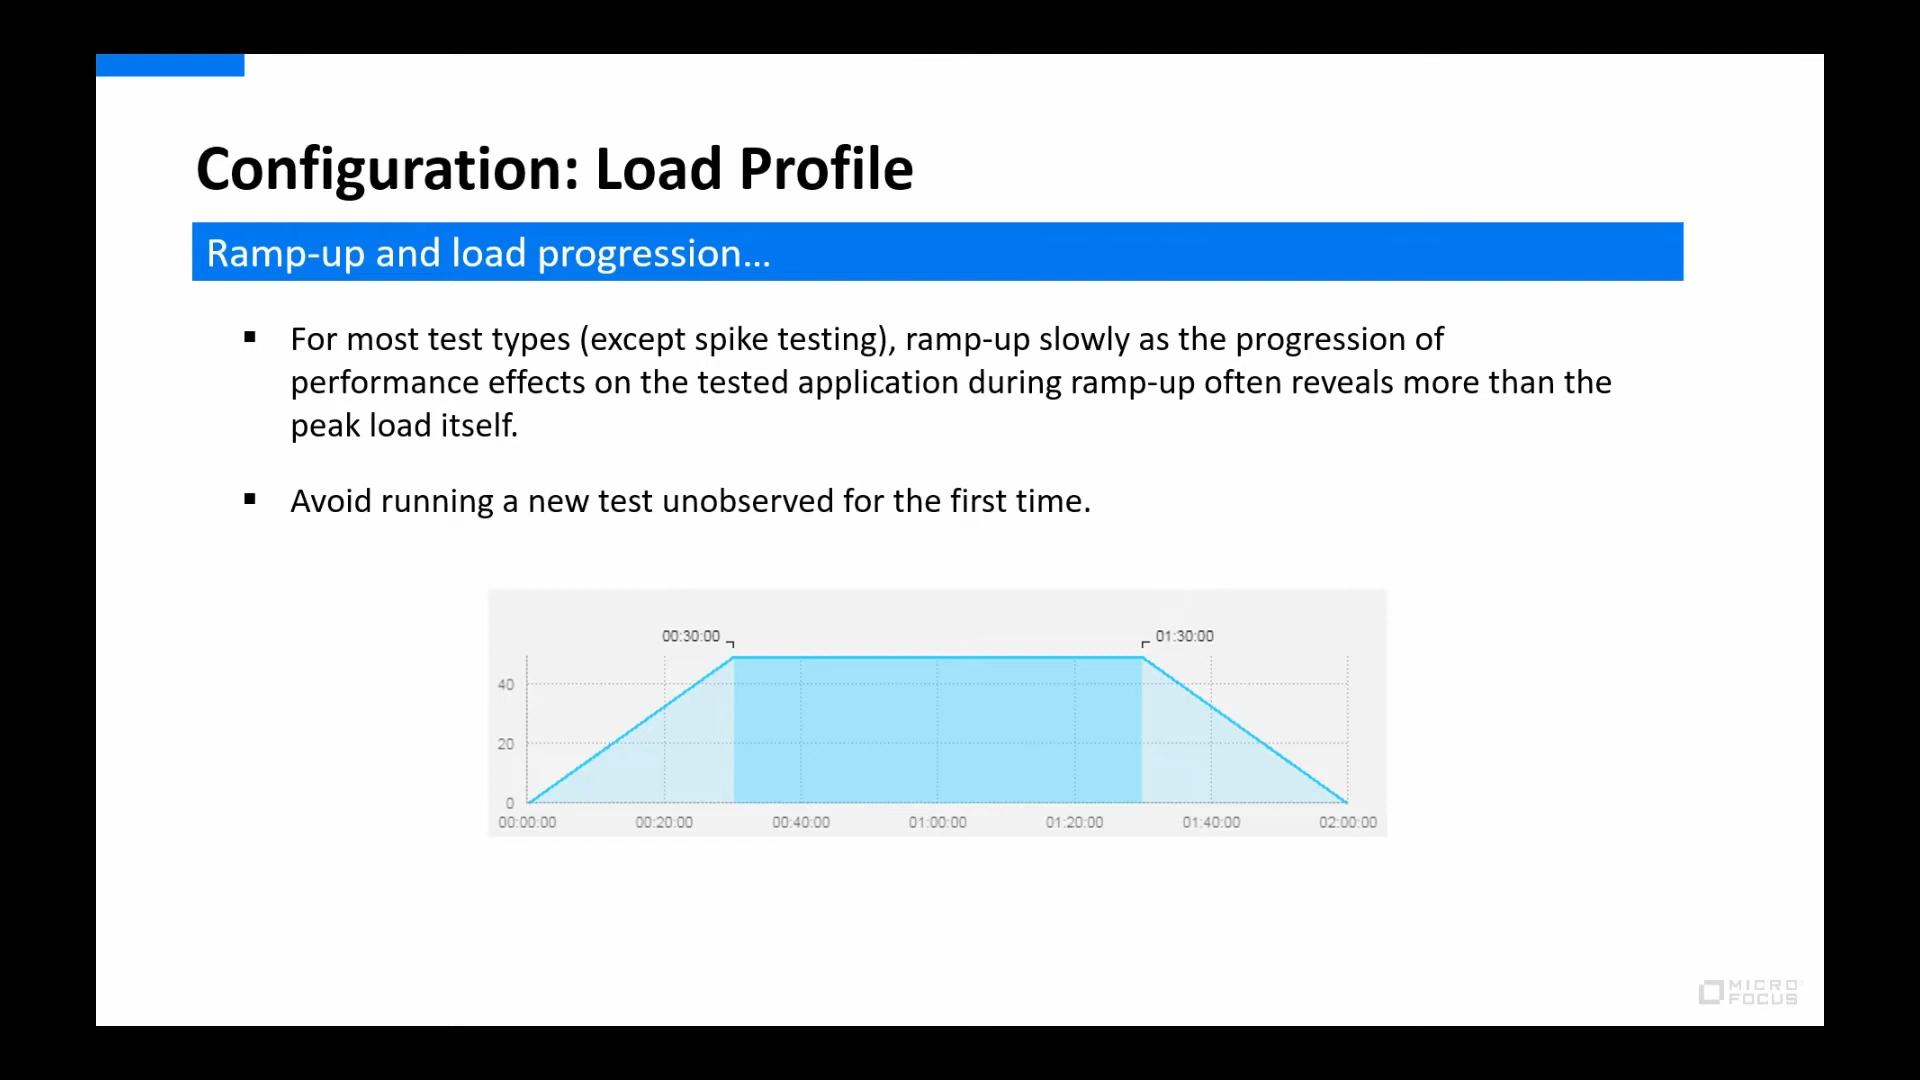 Configuration: Load Profile
Ramp-up and load progression...
▪ For most test types (except spike testing), ramp-up slowly as the progression of
performance effects on the tested application during ramp-up often reveals more than the
peak load itself.
▪ Avoid running a new test unobserved for the first time.
00:30:00 01:30:00
40
20
0
00:00:00 00:20:00 00:40:00 01:00:00 01:20:00 01:40:00 02:00:00
MICRO
FOCUS